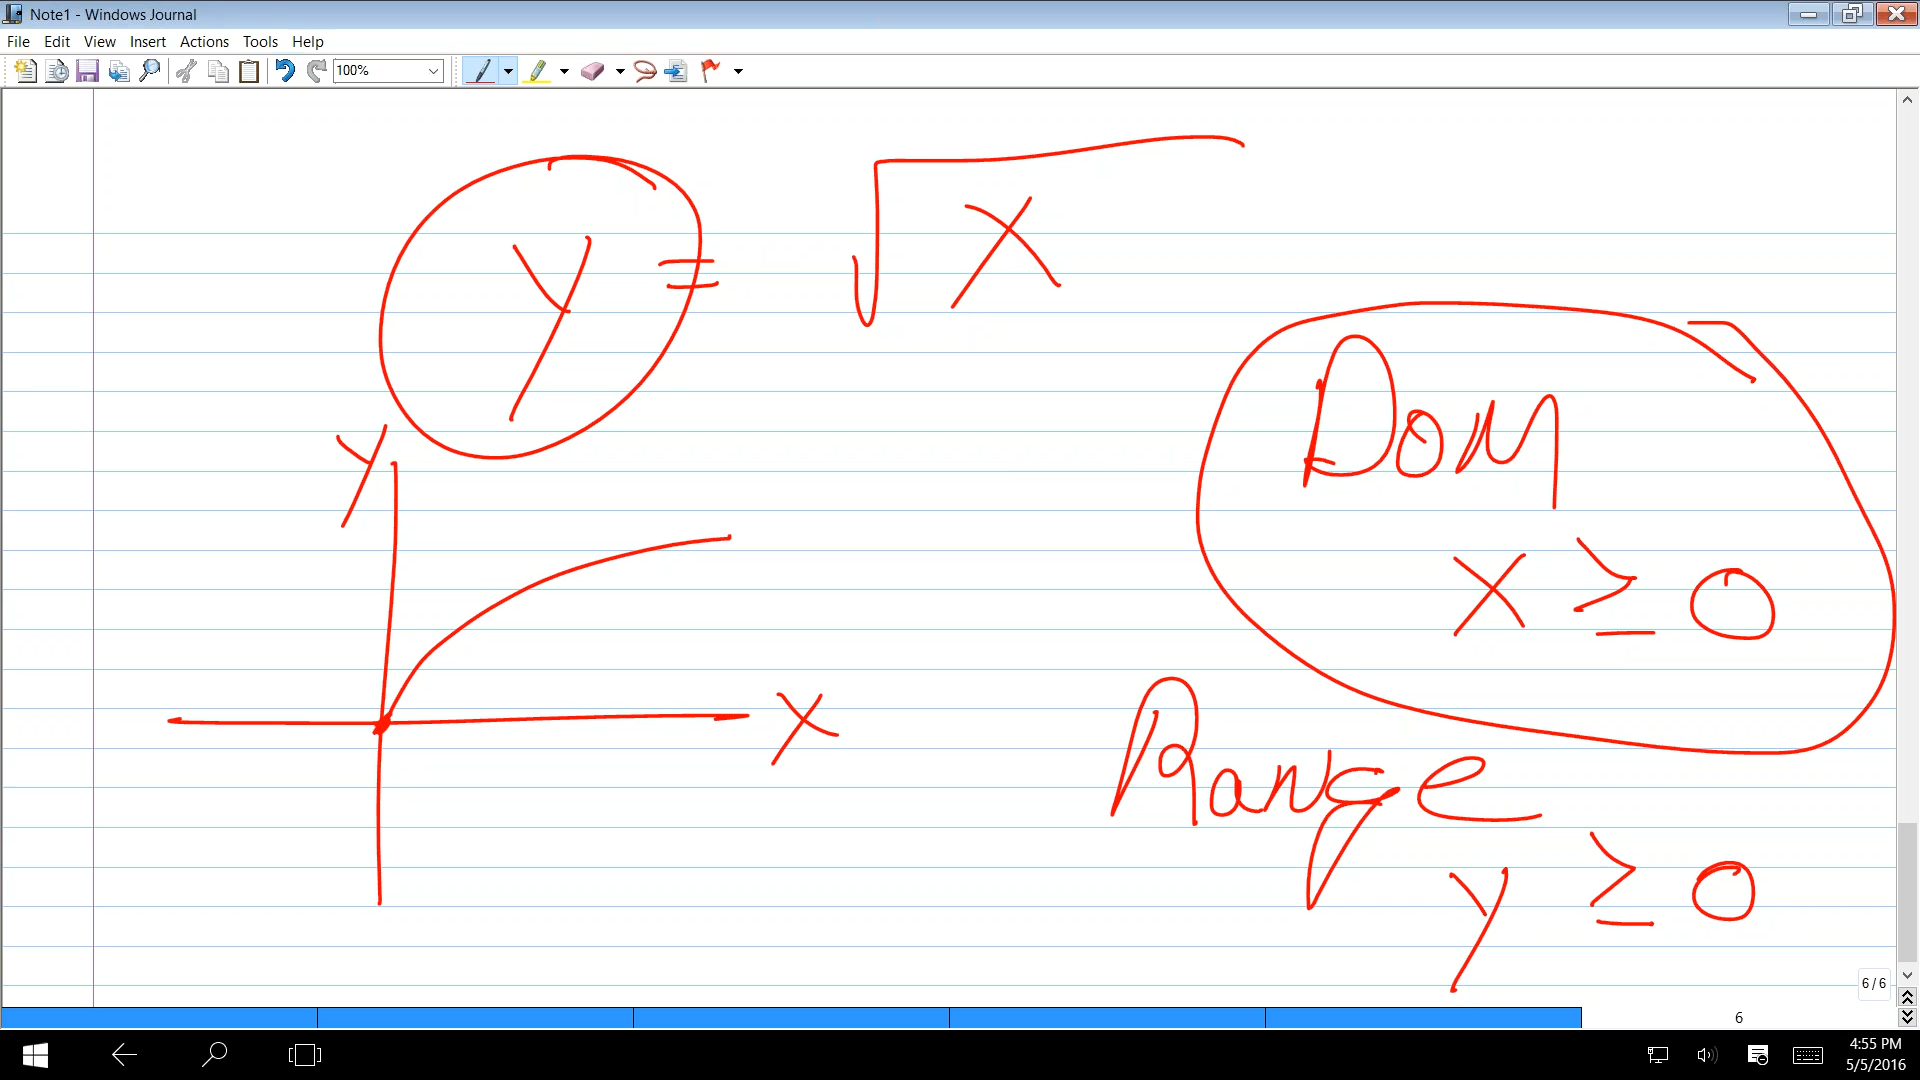 Note1 - Windows Journal
File Edit View Insert Actions Tools Help
100%
y = √x
Dom
x ≥ 0
y
x
Range
y ≥ 0
6 / 6
6
4:55 PM
5/5/2016